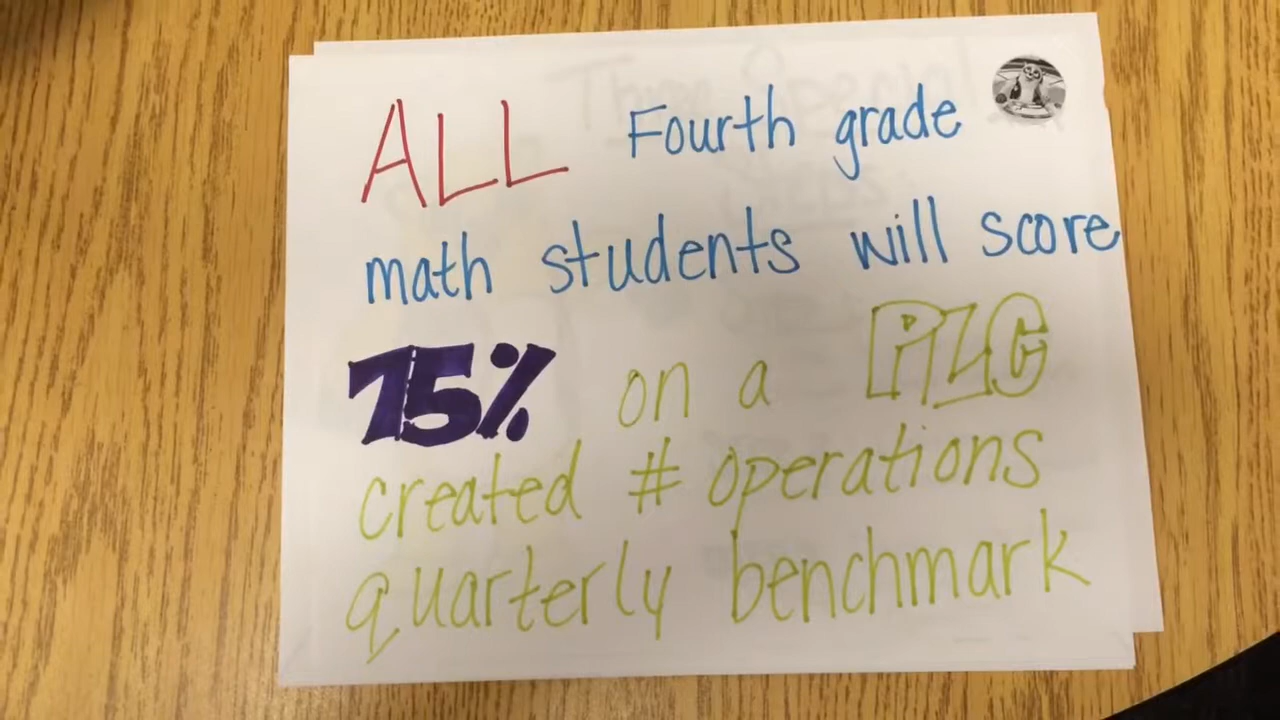 ALL Fourth grade
math students will score
75% on a PLC
created # operations
quarterly benchmark